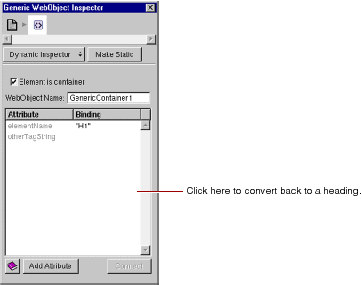 Generic WebObject Inspector
Dynamic Inspector
Make Static
Element is container
WebObject Name: GenericContainer1
Attribute Binding
elementName "H1"
otherTagString
Click here to convert back to a heading.
Add Attribute
Connect